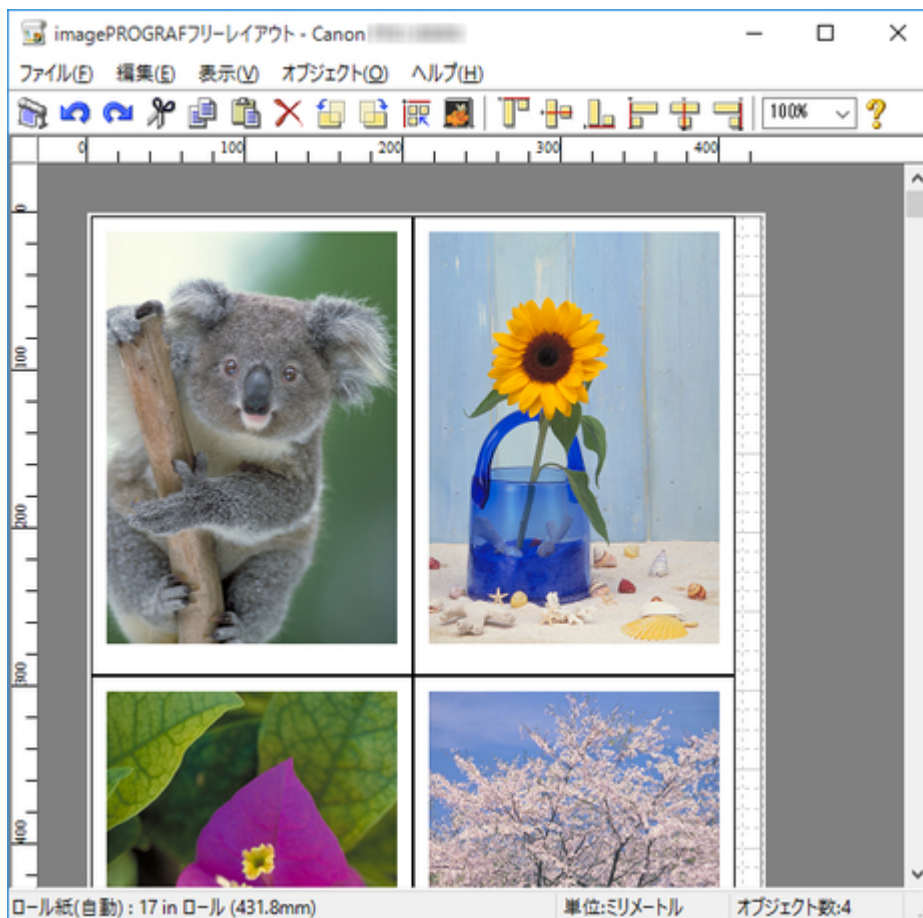 imagePROGRAFフリーレイアウト - Canon
ファイル(F) 編集(E) 表示(V) オブジェクト(O) ヘルプ(H)
100%
0 100 200 300 400
0
100
200
300
400
ロール紙(自動) : 17 in ロール (431.8mm) 単位:ミリメートル オブジェクト数:4